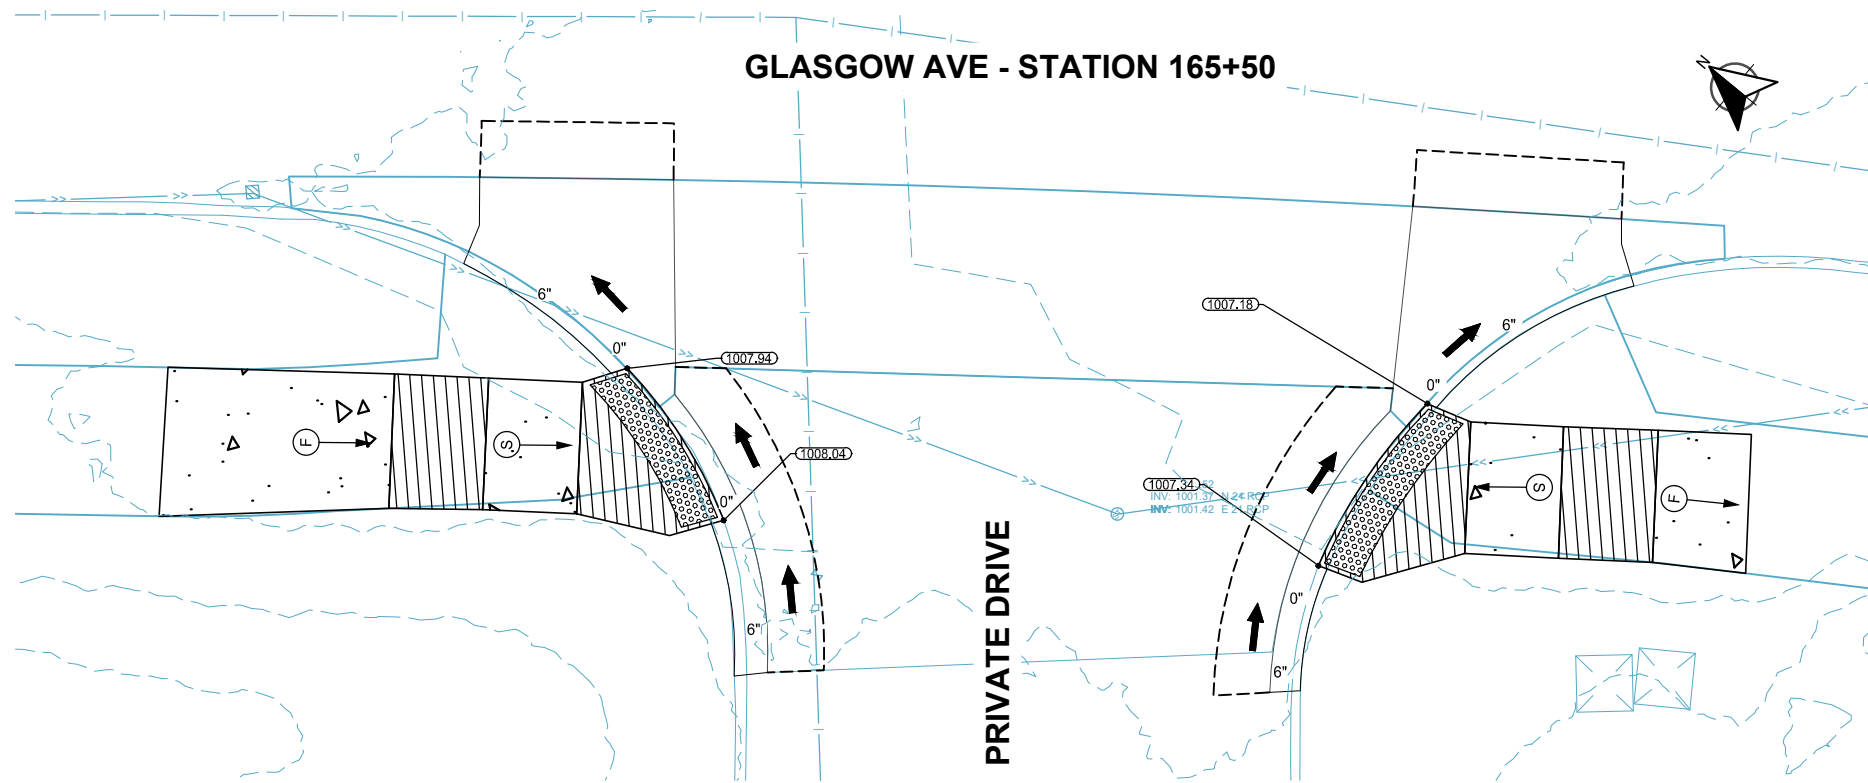 GLASGOW AVE - STATION 165+50
N
6"
0"
1007.94
1008.04
0"
6"
F
S
1007.18
6"
0"
1007.34
INV: 1001.37 N 24 RCP
INV: 1001.42 E 21 RCP
0"
6"
S
F
PRIVATE DRIVE